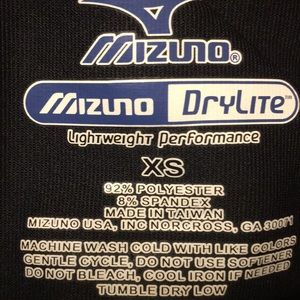 Mizuno®
Mizuno DryLite™
Lightweight Performance
XS
92% POLYESTER
8% SPANDEX
MADE IN TAIWAN
MIZUNO USA, INC NORCROSS, GA 30071
MACHINE WASH COLD WITH LIKE COLORS
GENTLE CYCLE, DO NOT USE SOFTENER
DO NOT BLEACH, COOL IRON IF NEEDED
TUMBLE DRY LOW